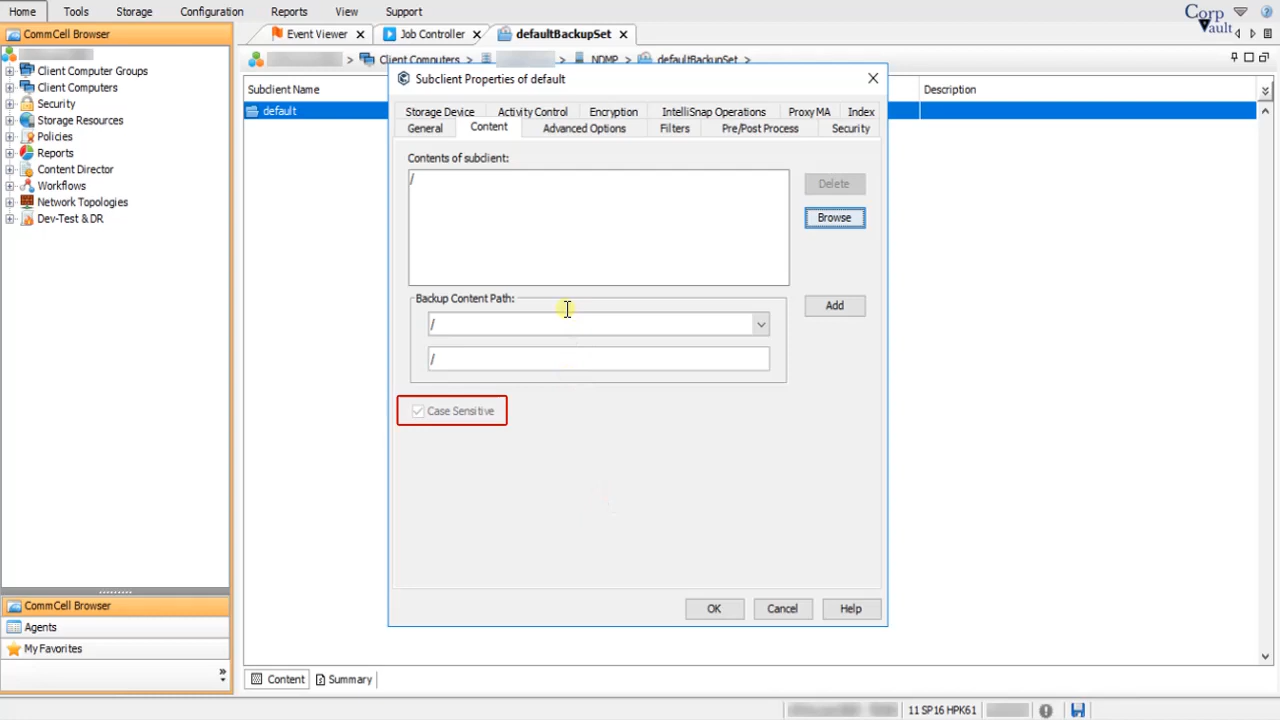 Home Tools Storage Configuration Reports View Support
Corp Vault
CommCell Browser
Event Viewer Job Controller defaultBackupSet
> Client Computers > > NDMP > defaultBackupSet >
Client Computer Groups
Client Computers
Security
Storage Resources
Policies
Reports
Content Director
Workflows
Network Topologies
Dev-Test & DR
Subclient Name Description
default
Subclient Properties of default
Storage Device Activity Control Encryption IntelliSnap Operations Proxy MA Index
General Content Advanced Options Filters Pre/Post Process Security
Contents of subclient:
/
Delete
Browse
Backup Content Path:
/
Add
/
Case Sensitive
OK Cancel Help
CommCell Browser
Agents
My Favorites
»
Content Summary
11 SP16 HPK61